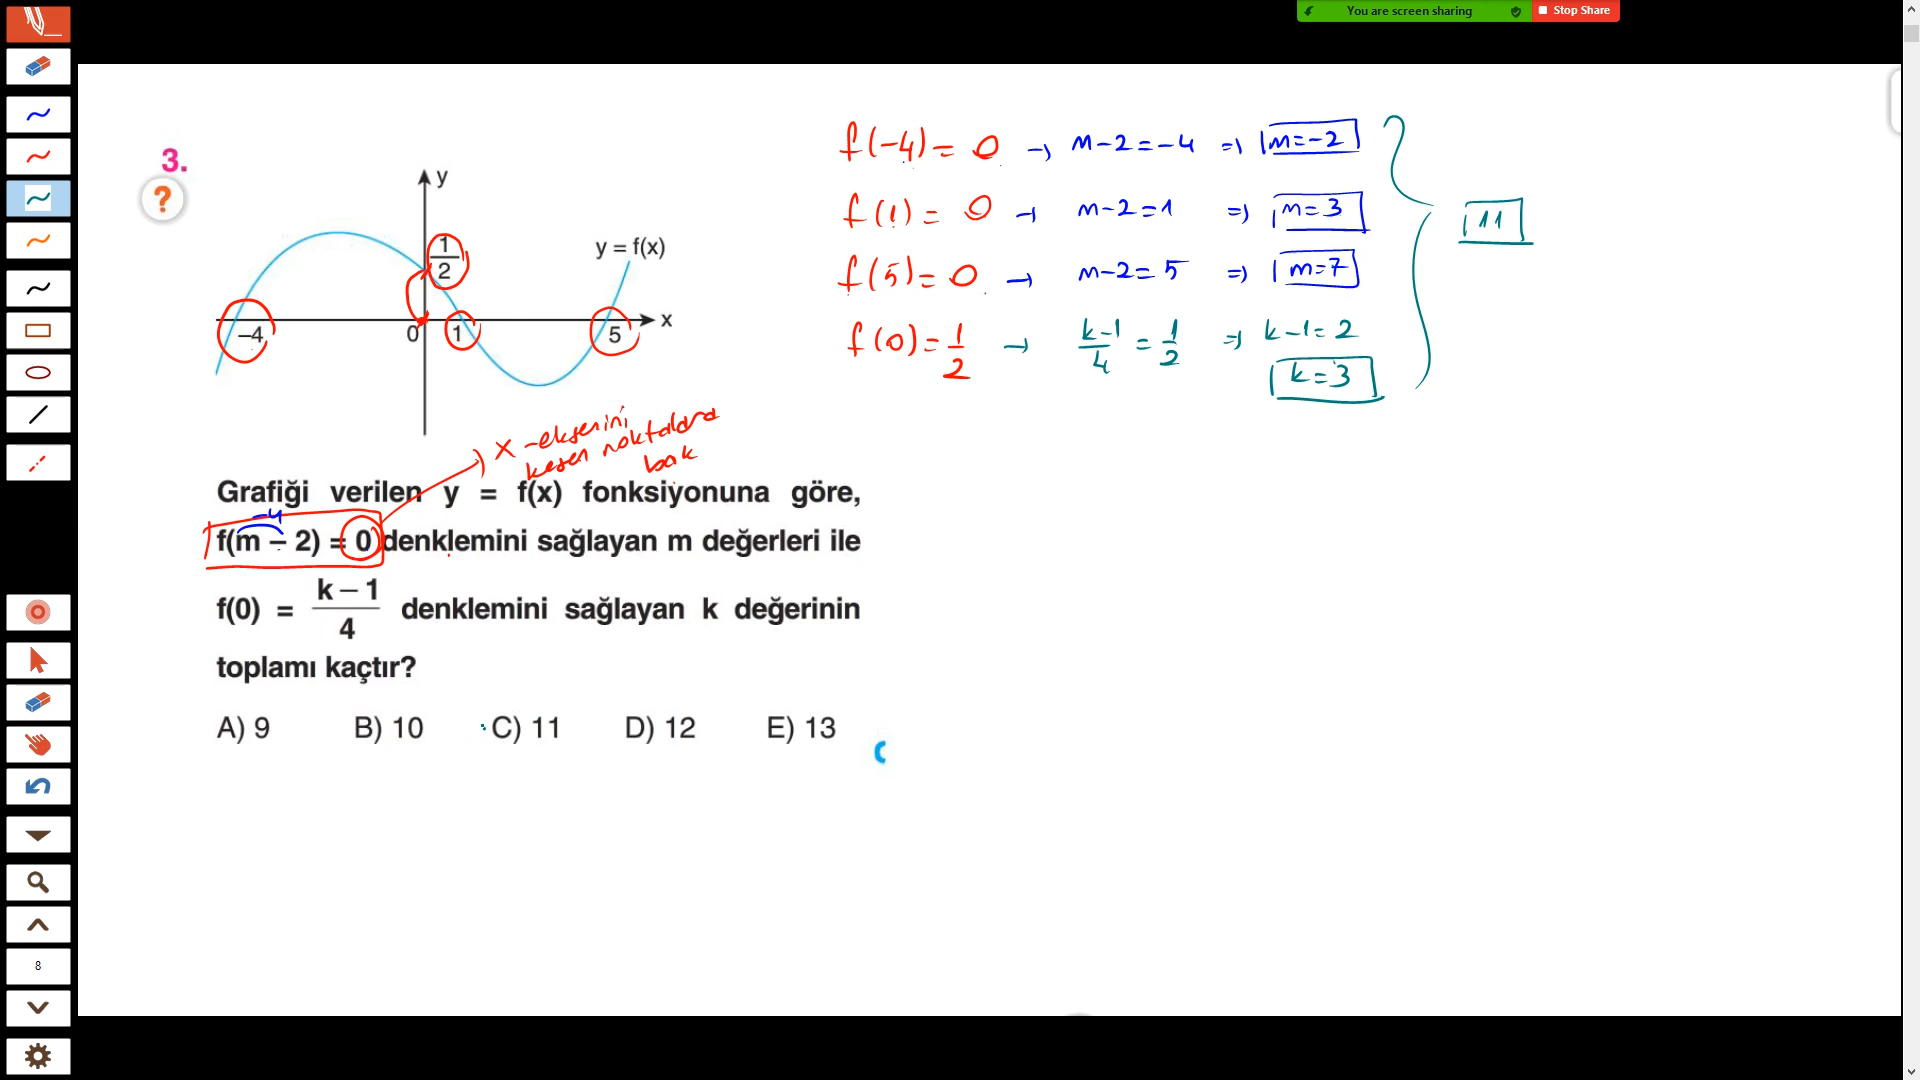 You are screen sharing
Stop Share
3.
?
y
1
2
y = f(x)
-4
0
1
5
x
f(-4) = 0 → m-2=-4 ⇒ m=-2
f(1) = 0 → m-2=1 ⇒ m=3
11
f(5) = 0 → m-2=5 ⇒ m=7
f(0) = 1/2 → k-1/4 = 1/2 ⇒ k-1=2
k=3
x-eksenini
kesen noktalara
bak
Grafiği verilen y = f(x) fonksiyonuna göre,
-4
f(m – 2) = 0 denklemini sağlayan m değerleri ile
f(0) = k – 1/4 denklemini sağlayan k değerinin
toplamı kaçtır?
A) 9 B) 10 C) 11 D) 12 E) 13
8